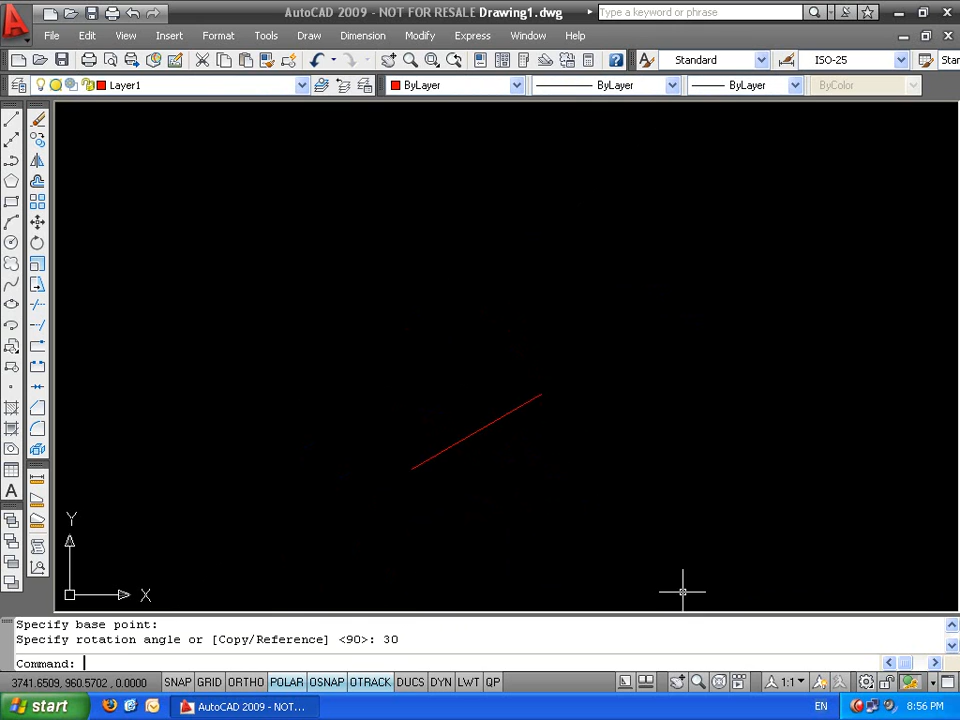 AutoCAD 2009 - NOT FOR RESALE Drawing1.dwg
Type a keyword or phrase
File Edit View Insert Format Tools Draw Dimension Modify Express Window Help
Standard ISO-25 Star
Layer1 ByLayer ByLayer ByLayer ByColor
A
Y
X
Specify base point:
Specify rotation angle or [Copy/Reference] <90>: 30
Command:
3741.6509, 960.5702, 0.0000 SNAP GRID ORTHO POLAR OSNAP OTRACK DUCS DYN LWT QP 1:1
start AutoCAD 2009 - NOT... EN 8:56 PM